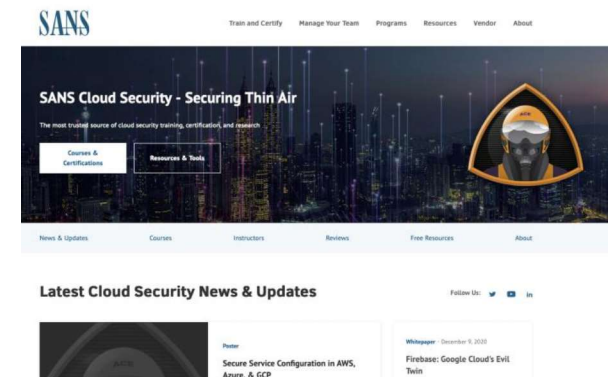 SANS
Train and Certify
Manage Your Team
Programs
Resources
Vendor
About
SANS Cloud Security - Securing Thin Air
The most trusted source of cloud security training, certification, and research
Courses &
Certifications
Resources & Tools
News & Updates
Courses
Instructors
Reviews
Free Resources
About
Latest Cloud Security News & Updates
Follow Us:
in
Poster
Secure Service Configuration in AWS,
Azure, & GCP
Whitepaper - December 9, 2020
Firebase: Google Cloud's Evil
Twin